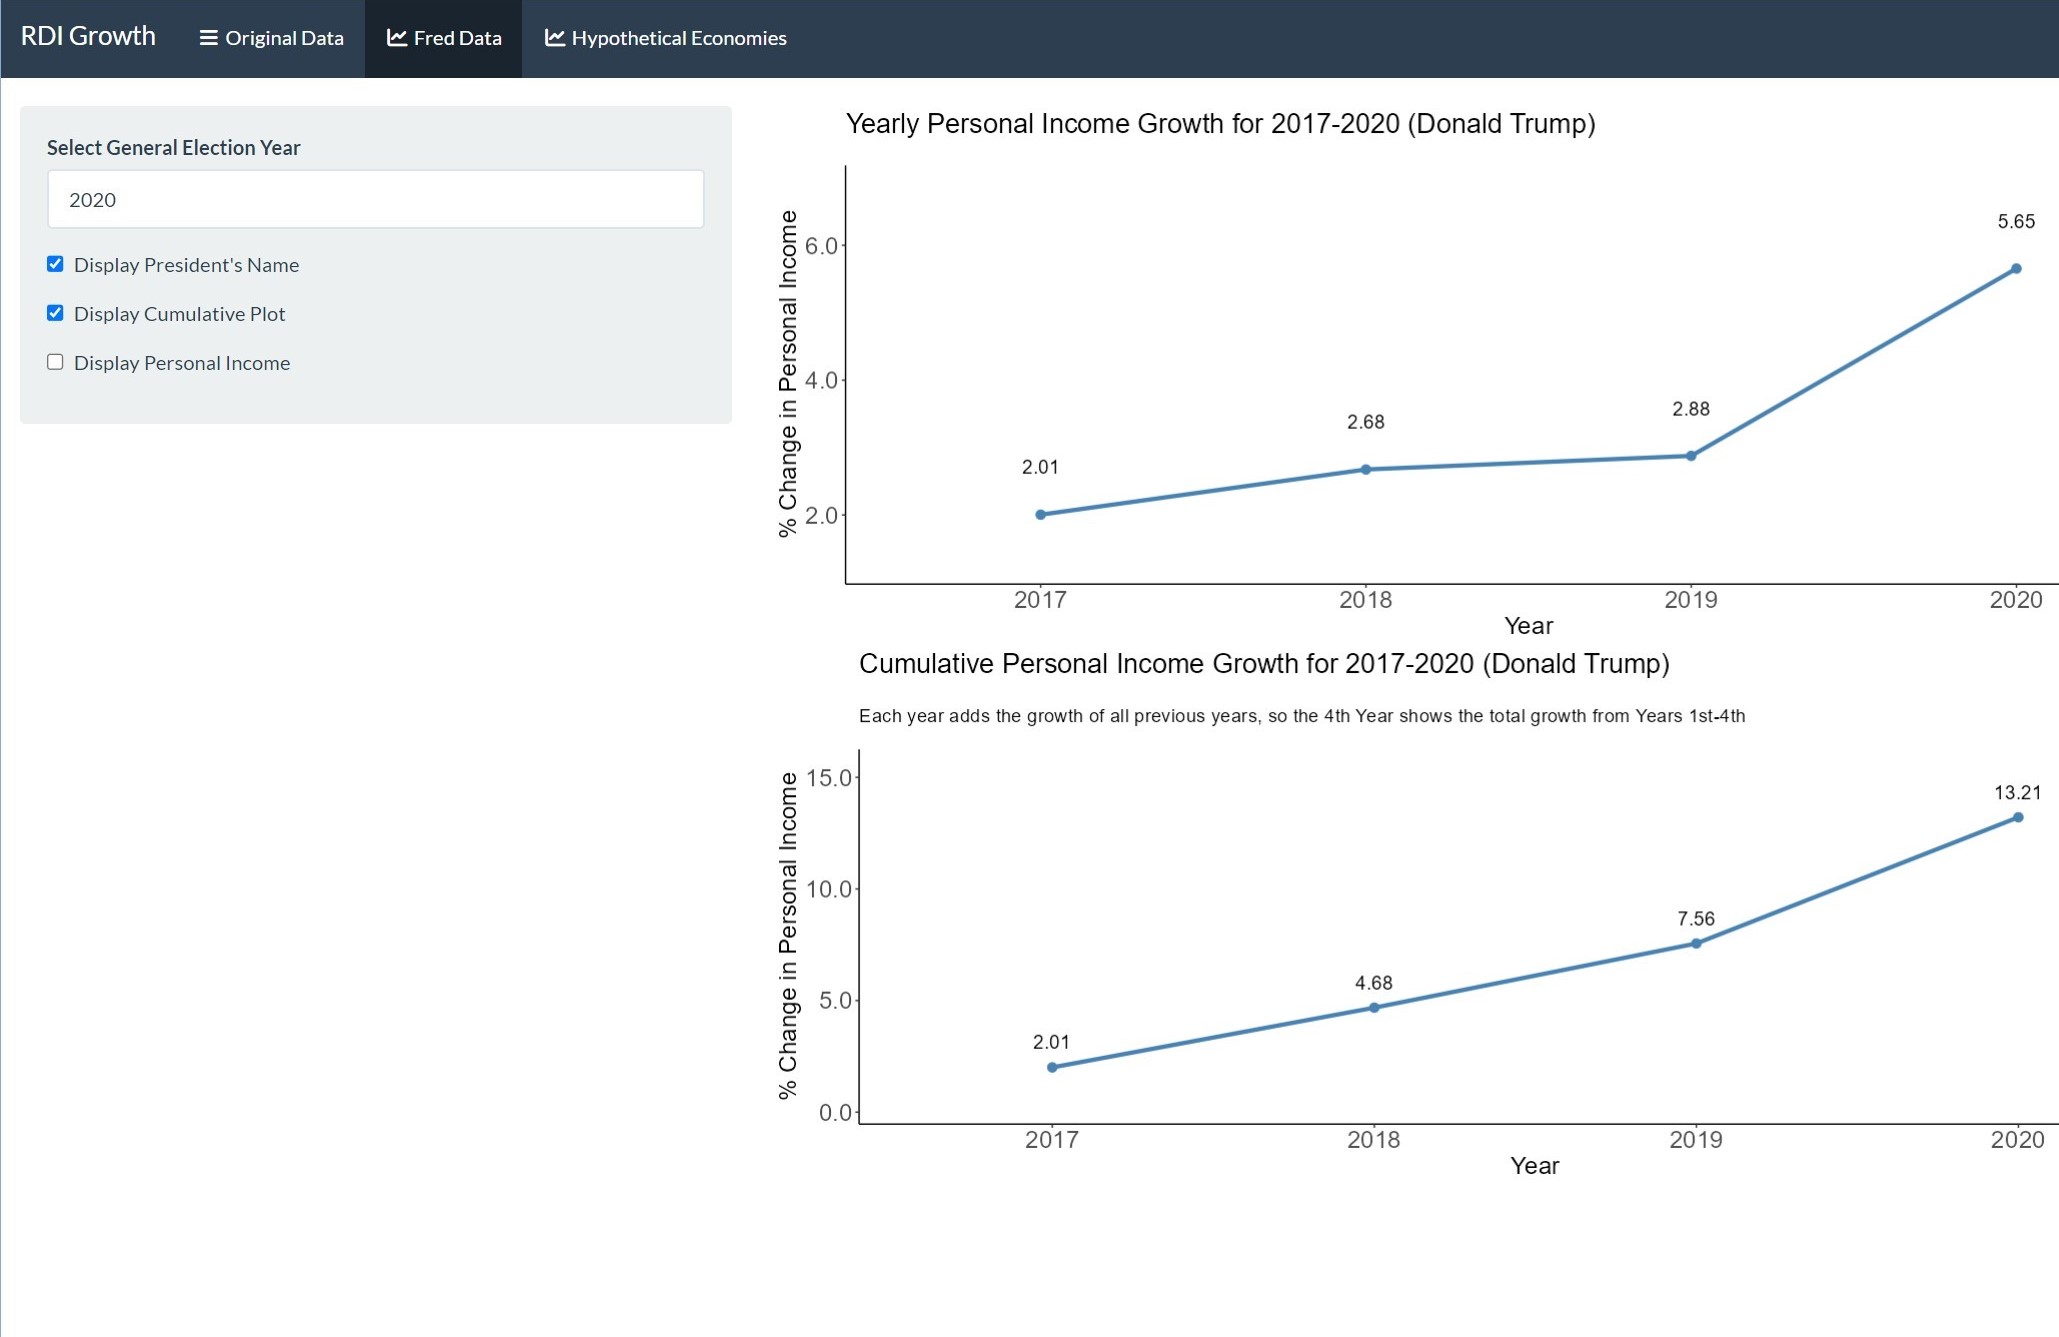 RDI Growth
Original Data
Fred Data
Hypothetical Economies
Select General Election Year
2020
Display President's Name
Display Cumulative Plot
Display Personal Income
Yearly Personal Income Growth for 2017-2020 (Donald Trump)
% Change in Personal Income
6.0
4.0
2.0
2.01
2.68
2.88
5.65
2017
2018
2019
2020
Year
Cumulative Personal Income Growth for 2017-2020 (Donald Trump)
Each year adds the growth of all previous years, so the 4th Year shows the total growth from Years 1st-4th
% Change in Personal Income
15.0
10.0
5.0
0.0
2.01
4.68
7.56
13.21
2017
2018
2019
2020
Year